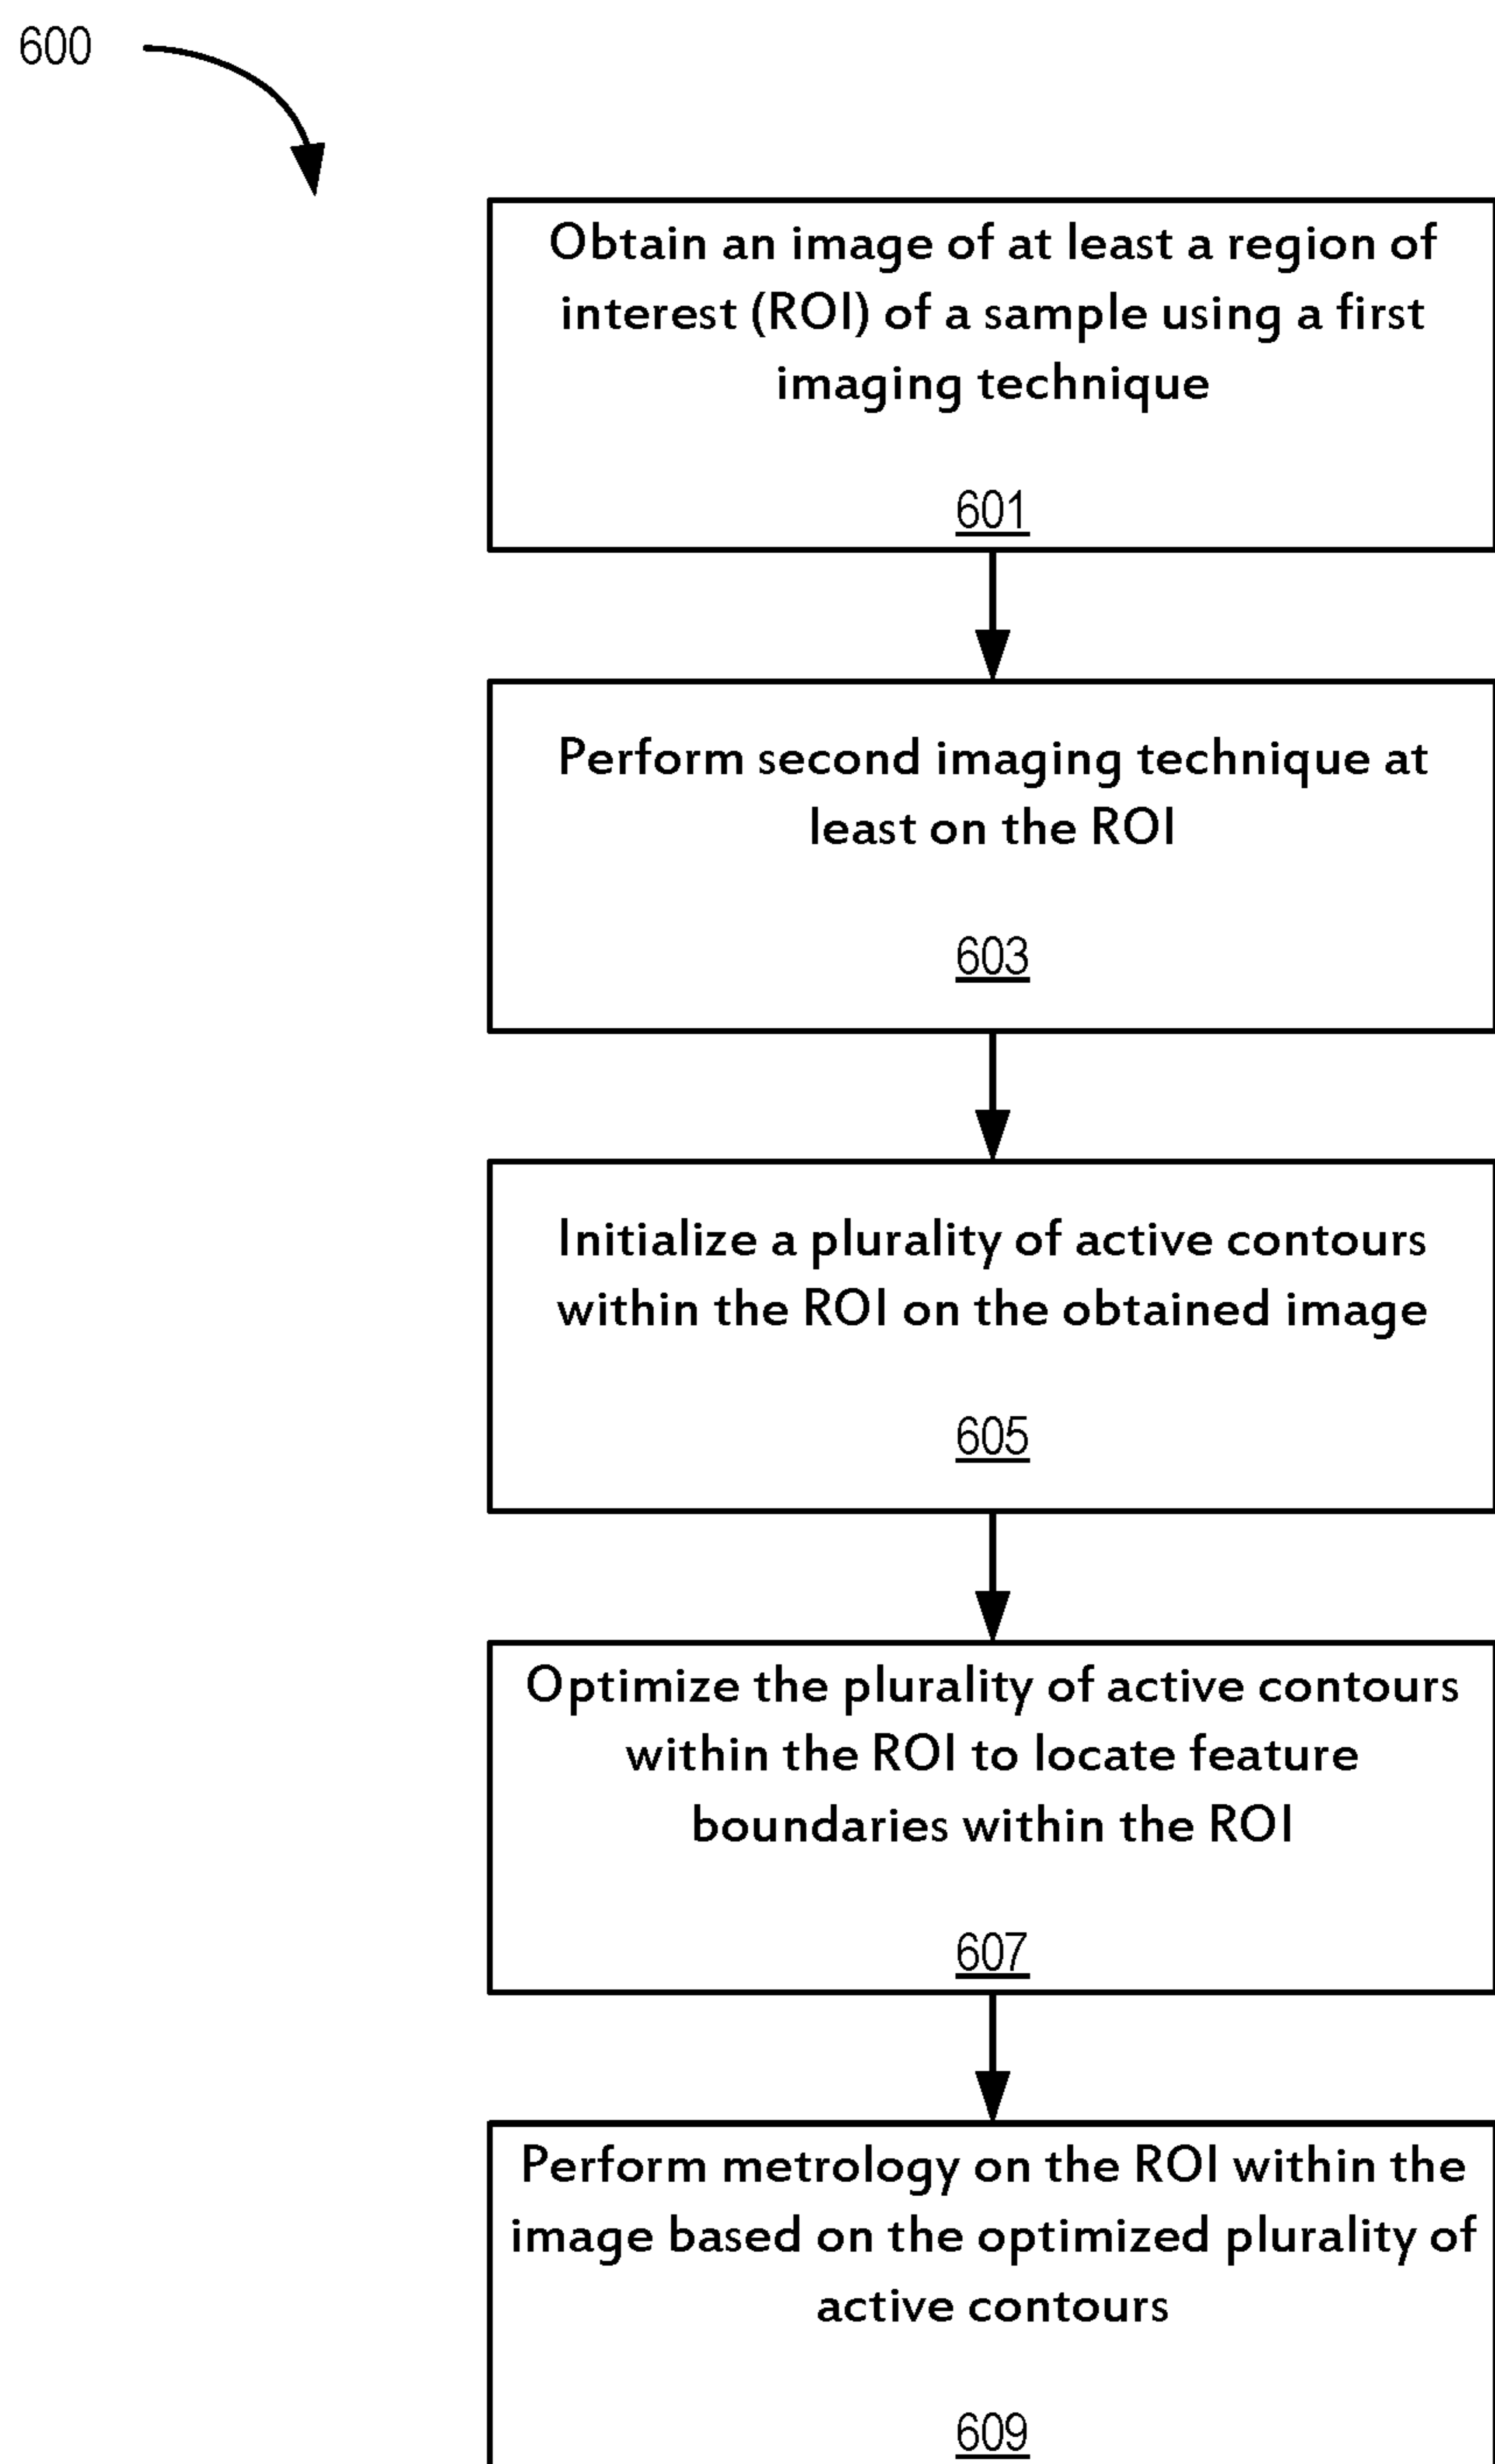 600
Obtain an image of at least a region of
interest (ROI) of a sample using a first
imaging technique
601
Perform second imaging technique at
least on the ROI
603
Initialize a plurality of active contours
within the ROI on the obtained image
605
Optimize the plurality of active contours
within the ROI to locate feature
boundaries within the ROI
607
Perform metrology on the ROI within the
image based on the optimized plurality of
active contours
609